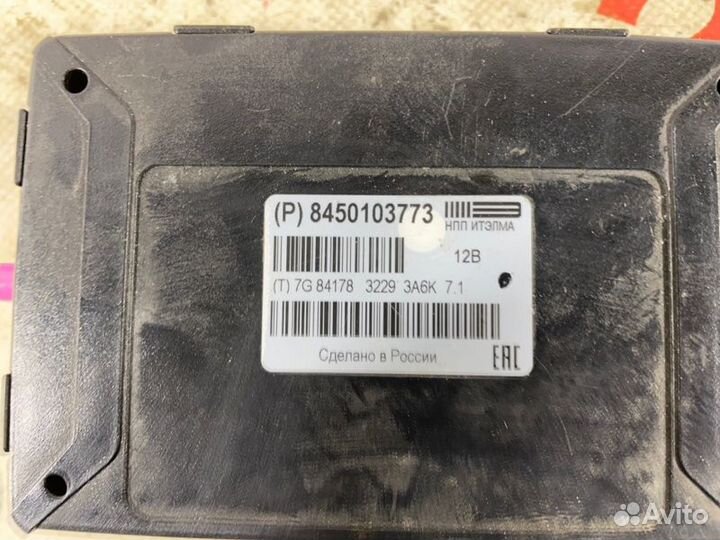 (P) 8450103773
НПП ИТЭЛМА
12В
(T) 7G 84178 3229 3A6K 7.1
Сделано в России
EAC
Avito